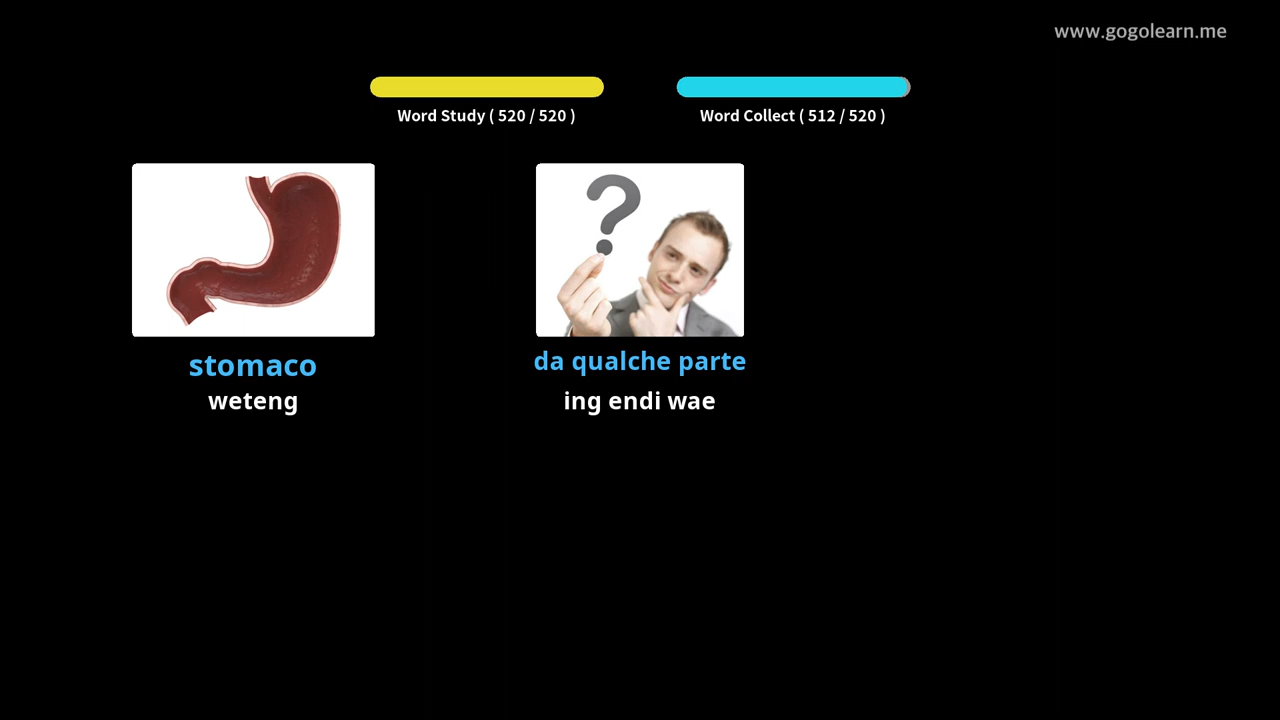 www.gogolearn.me
Word Study ( 520 / 520 )
Word Collect ( 512 / 520 )
stomaco
weteng
da qualche parte
ing endi wae